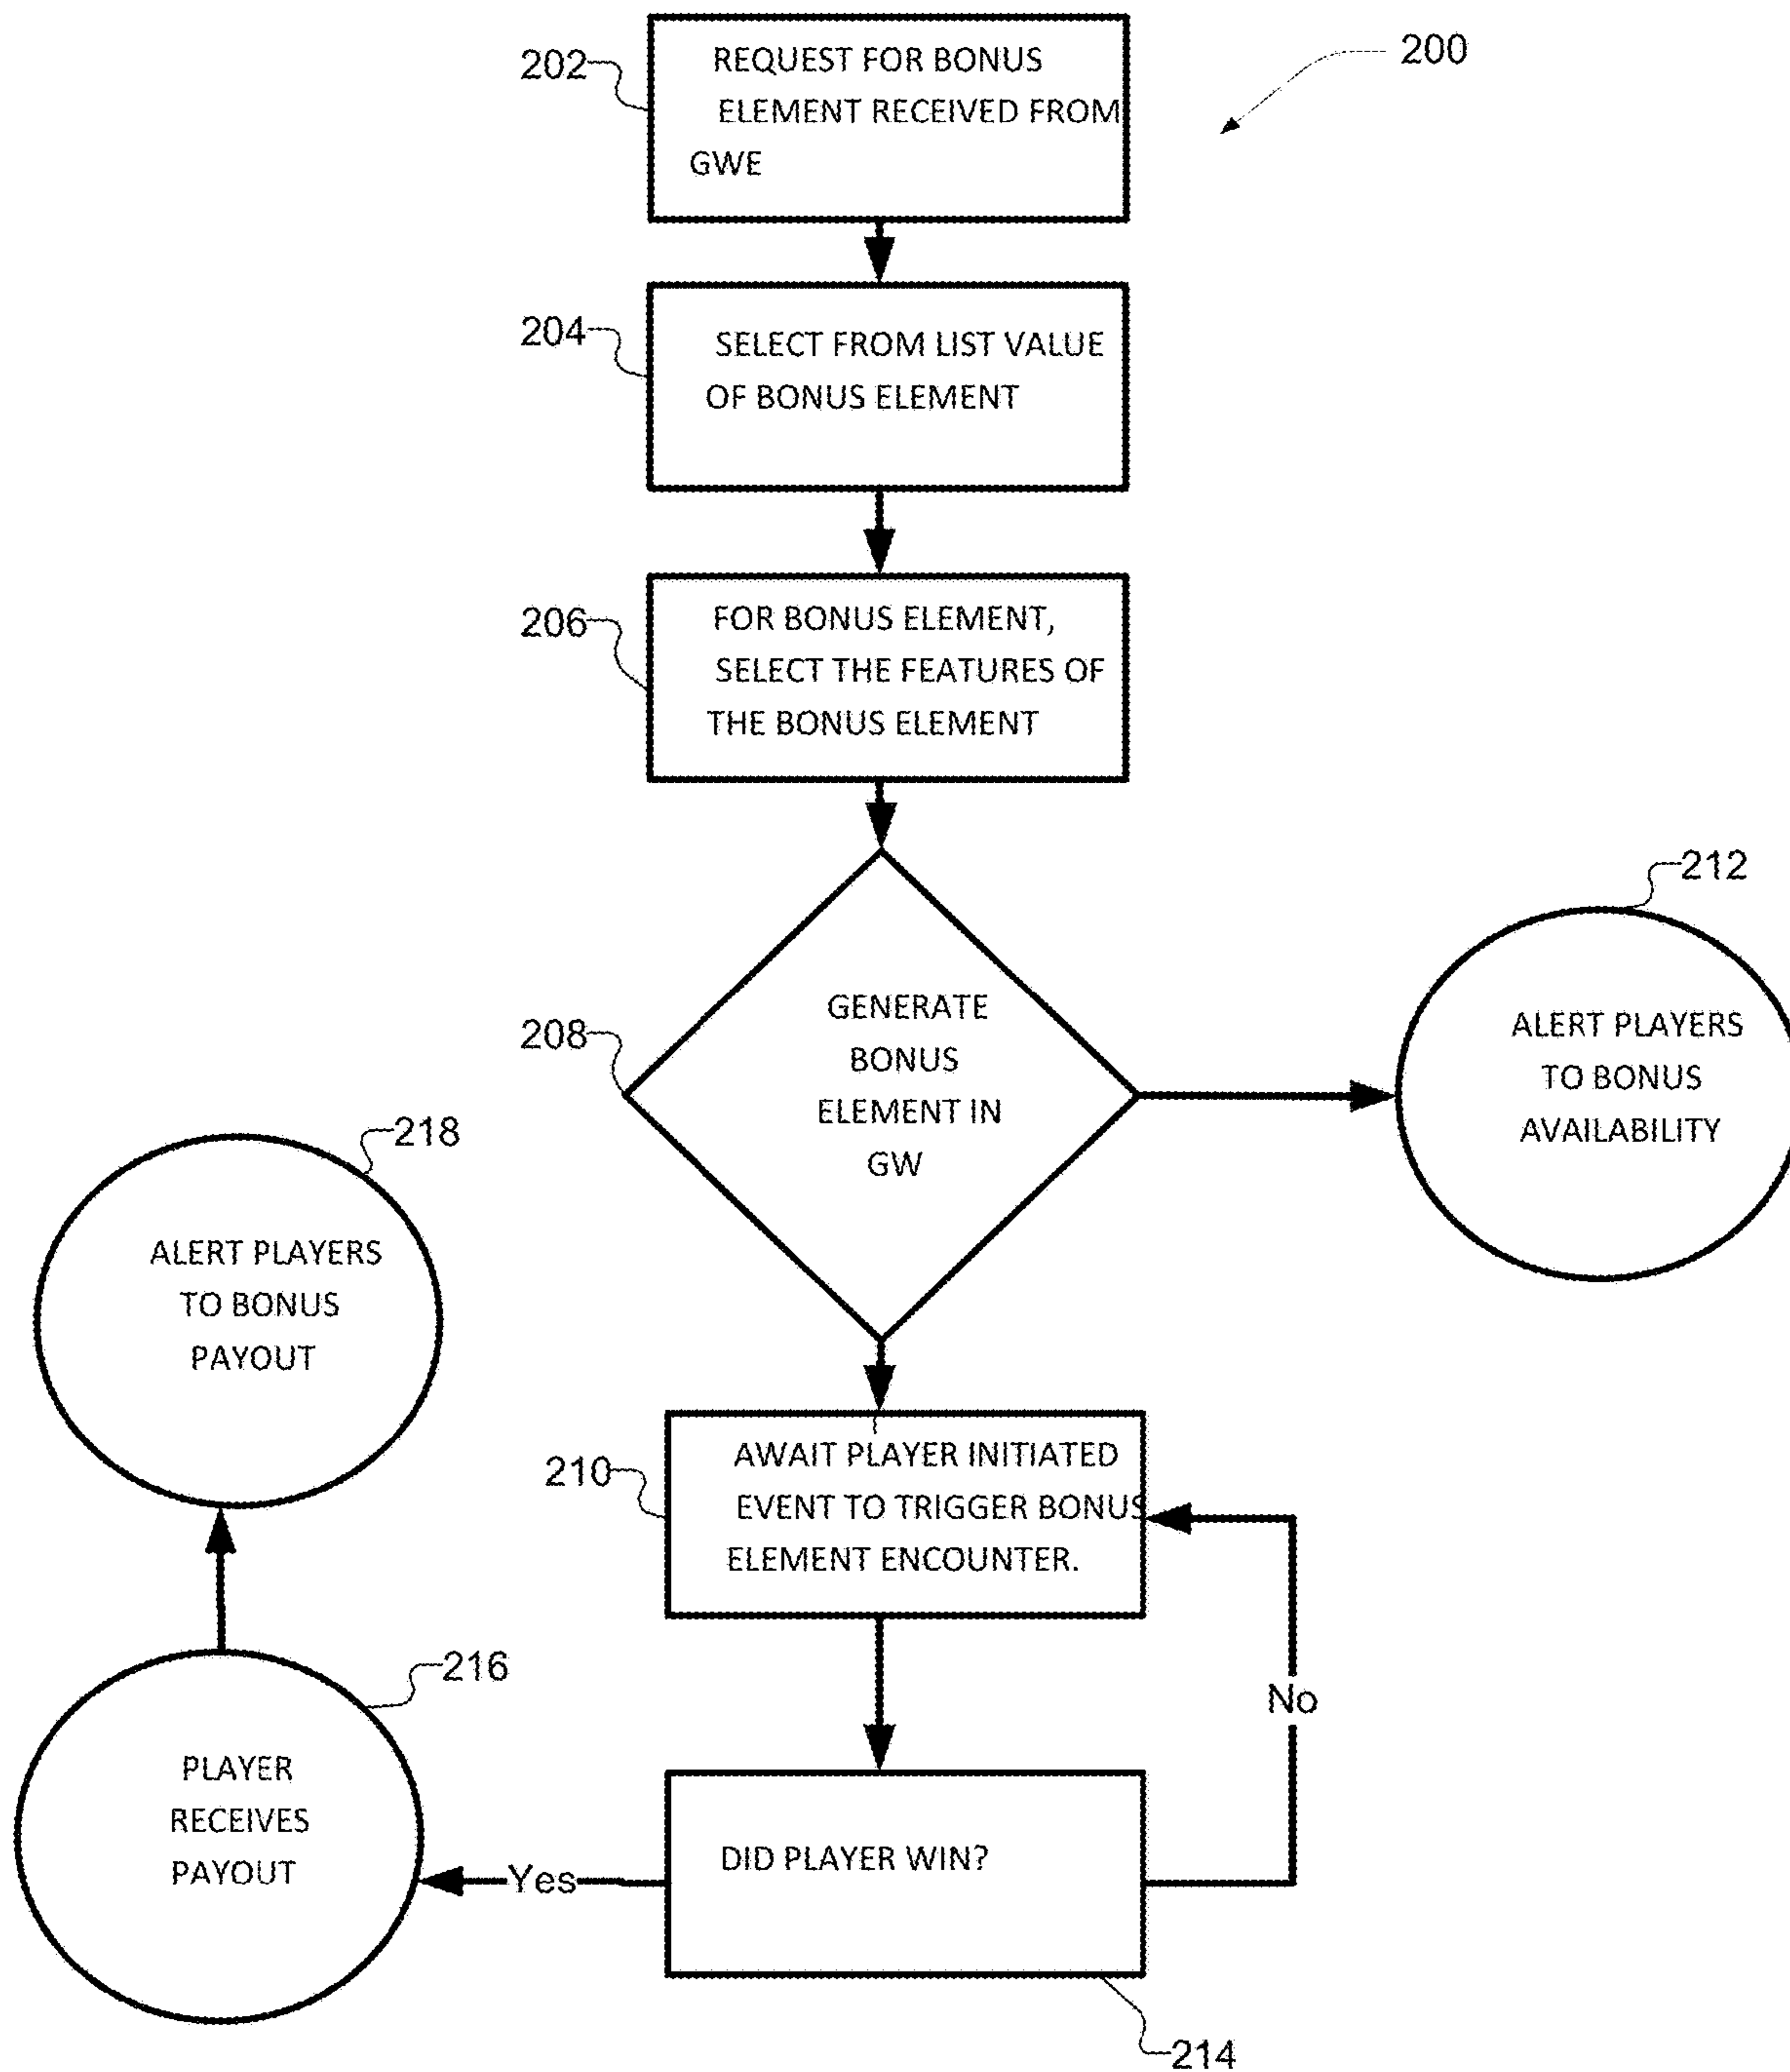 202
REQUEST FOR BONUS
ELEMENT RECEIVED FROM
GWE
200
204
SELECT FROM LIST VALUE
OF BONUS ELEMENT
206
FOR BONUS ELEMENT,
SELECT THE FEATURES OF
THE BONUS ELEMENT
208
GENERATE
BONUS
ELEMENT IN
GW
212
ALERT PLAYERS
TO BONUS
AVAILABILITY
218
ALERT PLAYERS
TO BONUS
PAYOUT
210
AWAIT PLAYER INITIATED
EVENT TO TRIGGER BONUS
ELEMENT ENCOUNTER.
216
PLAYER
RECEIVES
PAYOUT
Yes
DID PLAYER WIN?
No
214